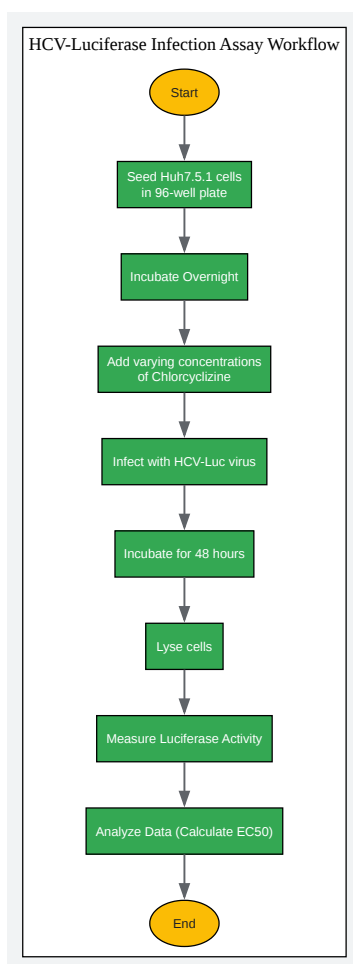 HCV-Luciferase Infection Assay Workflow
Start
Seed Huh7.5.1 cells
in 96-well plate
Incubate Overnight
Add varying concentrations
of Chlorcyclizine
Infect with HCV-Luc virus
Incubate for 48 hours
Lyse cells
Measure Luciferase Activity
Analyze Data (Calculate EC50)
End